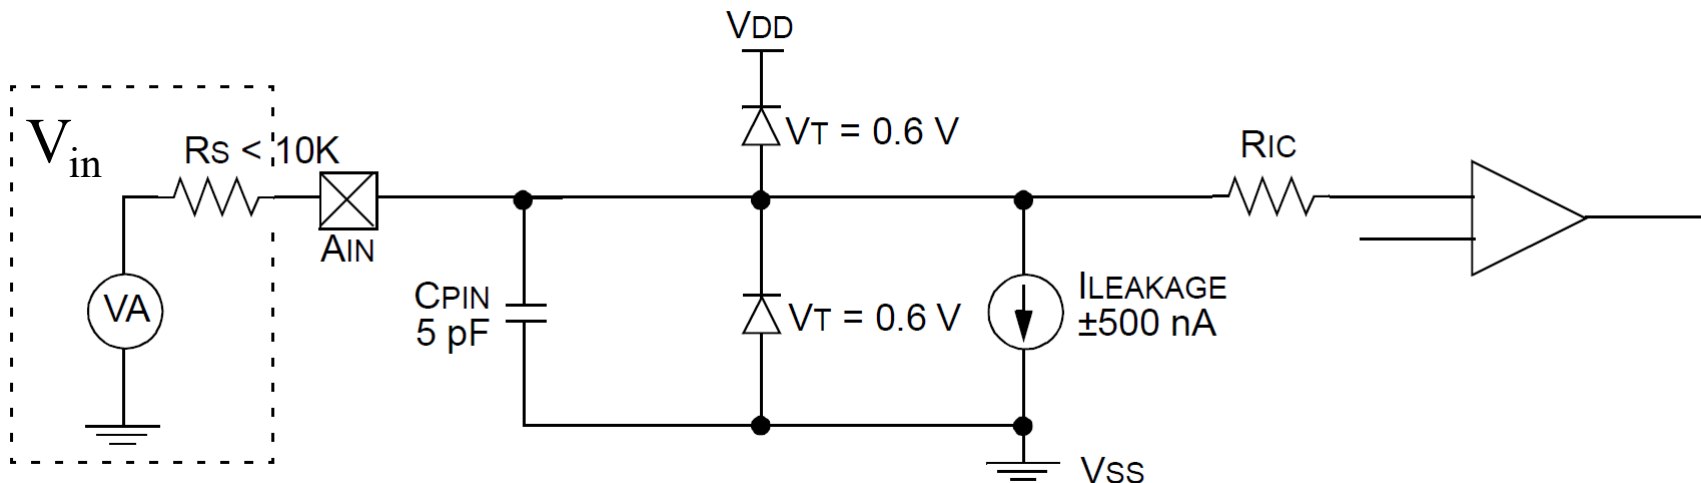 VDD
Vin
RS < 10K
VT = 0.6 V
RIC
AIN
VA
CPIN
5 pF
VT = 0.6 V
ILEAKAGE
±500 nA
VSS